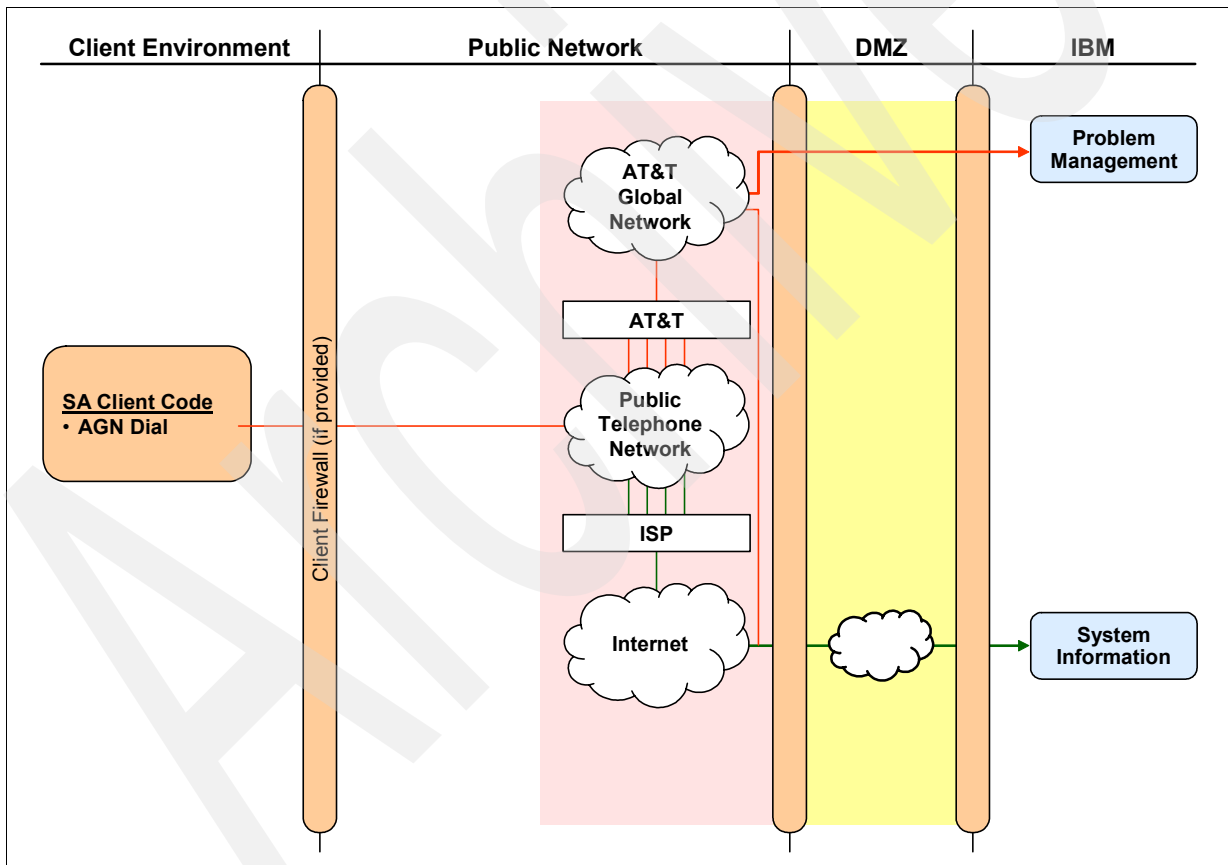 Client Environment
Public Network
DMZ
IBM
AT&T
Global
Network
Problem
Management
AT&T
SA Client Code
• AGN Dial
Client Firewall (if provided)
Public
Telephone
Network
ISP
Internet
System
Information
Archive